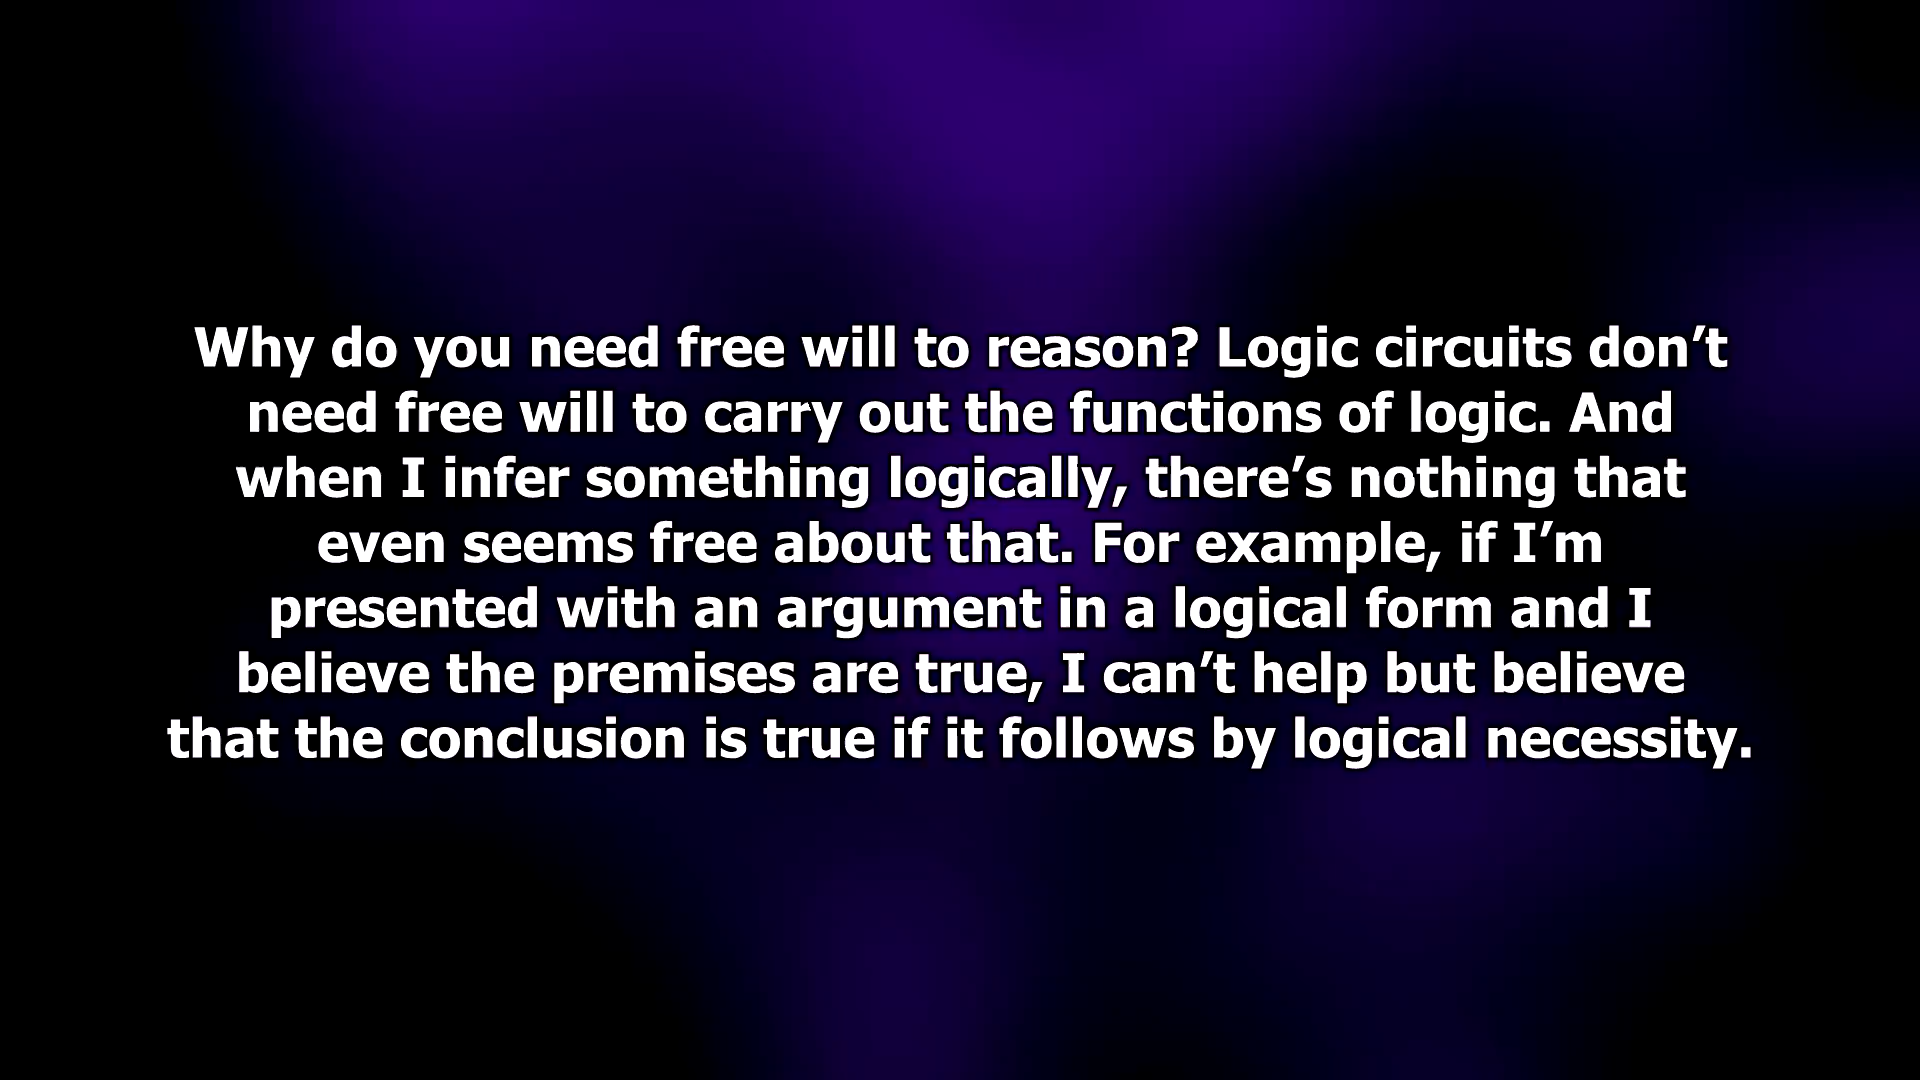 Why do you need free will to reason? Logic circuits don’t
need free will to carry out the functions of logic. And
when I infer something logically, there’s nothing that
even seems free about that. For example, if I’m
presented with an argument in a logical form and I
believe the premises are true, I can’t help but believe
that the conclusion is true if it follows by logical necessity.